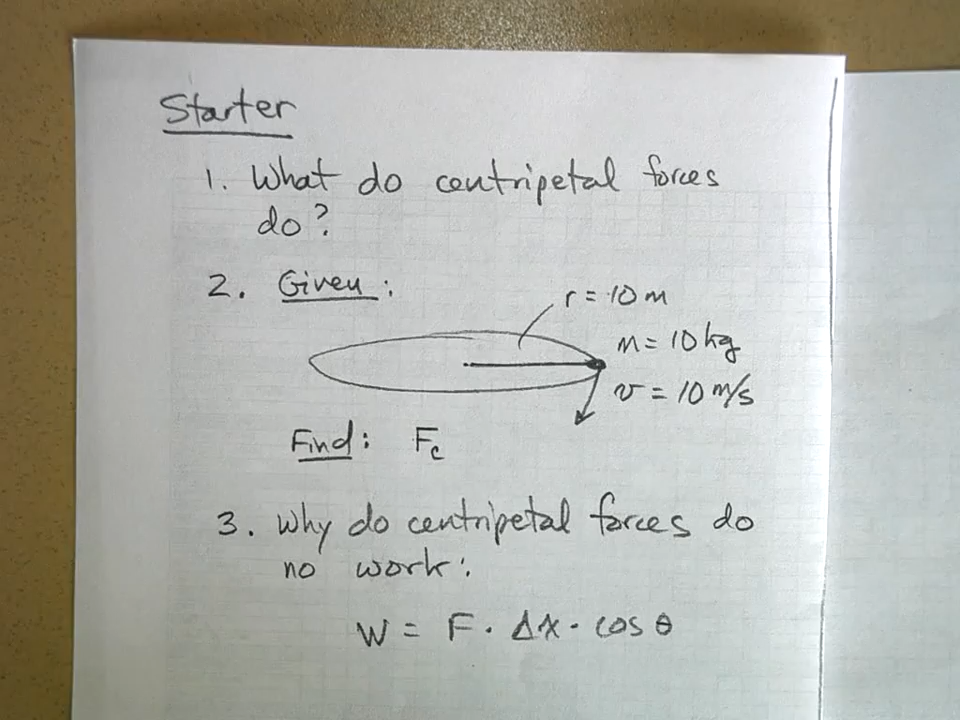 Starter
1. What do centripetal forces
do?
2. Given:
r = 10 m
m = 10 kg
v = 10 m/s
Find: Fc
3. Why do centripetal forces do
no work:
W = F · Δx · cos θ